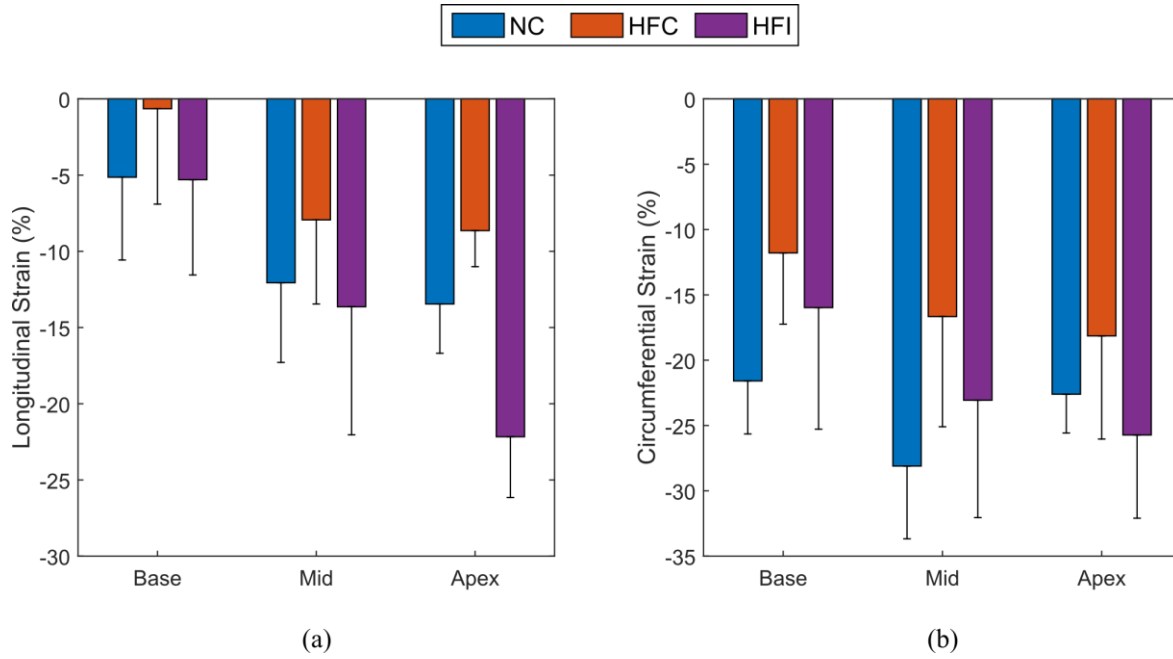 NC HFC HFI
Longitudinal Strain (%)
0
-5
-10
-15
-20
-25
-30
Base Mid Apex
(a)
Circumferential Strain (%)
0
-5
-10
-15
-20
-25
-30
-35
Base Mid Apex
(b)